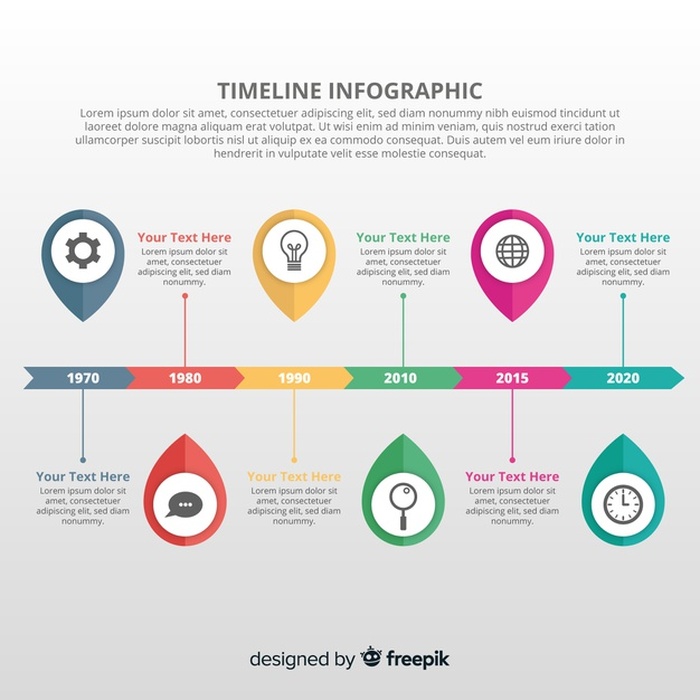 TIMELINE INFOGRAPHIC
Lorem ipsum dolor sit amet, consectetuer adipiscing elit, sed diam nonummy nibh euismod tincidunt ut
laoreet dolore magna aliquam erat volutpat. Ut wisi enim ad minim veniam, quis nostrud exercitation
ullamcorper suscipit lobortis nisl ut aliquip ex ea commodo consequat. Duis autem vel eum iriure dolor in
hendrerit in vulputate velit esse molestie consequat.
Your Text Here
Lorem ipsum dolor sit
amet, consectetuer
adipiscing elit, sed diam
nonummy.
Your Text Here
Lorem ipsum dolor sit
amet, consectetuer
adipiscing elit, sed diam
nonummy.
Your Text Here
Lorem ipsum dolor sit
amet, consectetuer
adipiscing elit, sed diam
nonummy.
1970
1980
1990
2010
2015
2020
Your Text Here
Lorem ipsum dolor sit
amet, consectetuer
adipiscing elit, sed diam
nonummy.
Your Text Here
Lorem ipsum dolor sit
amet, consectetuer
adipiscing elit, sed diam
nonummy.
Your Text Here
Lorem ipsum dolor sit
amet, consectetuer
adipiscing elit, sed diam
nonummy.
designed by freepik